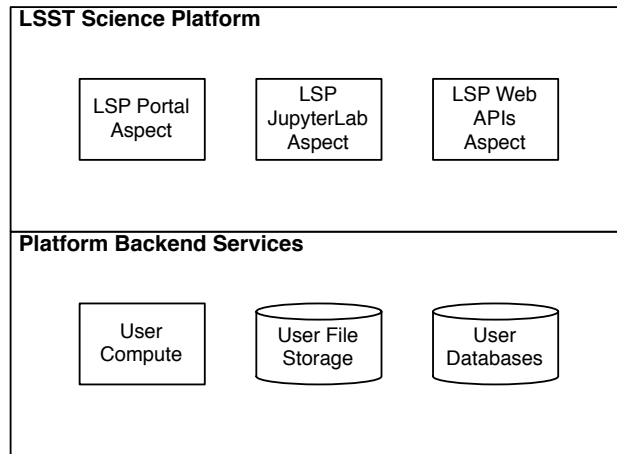 LSST Science Platform
LSP Portal
Aspect
LSP
JupyterLab
Aspect
LSP Web
APIs
Aspect
Platform Backend Services
User
Compute
User File
Storage
User
Databases